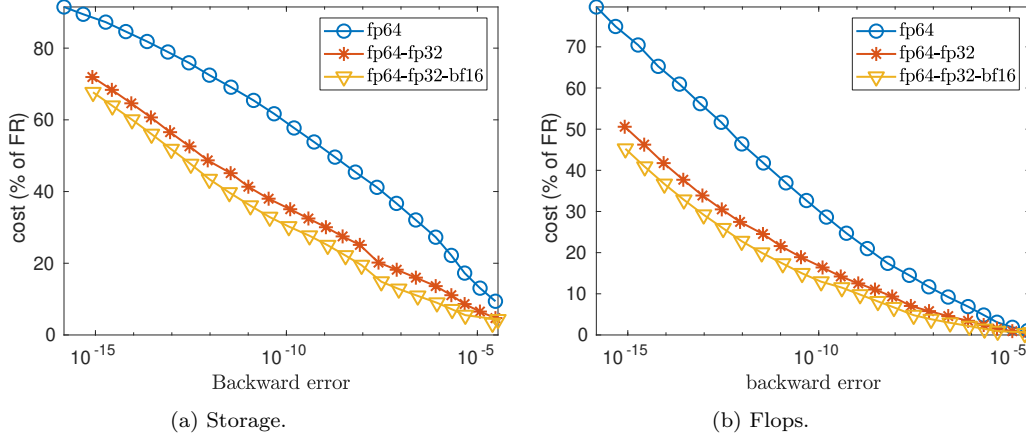 fp64
fp64-fp32
fp64-fp32-bf16
cost (% of FR)
80
60
40
20
0
10^-15
10^-10
10^-5
Backward error
(a) Storage.
fp64
fp64-fp32
fp64-fp32-bf16
cost (% of FR)
70
60
50
40
30
20
10
0
10^-15
10^-10
10^-5
backward error
(b) Flops.